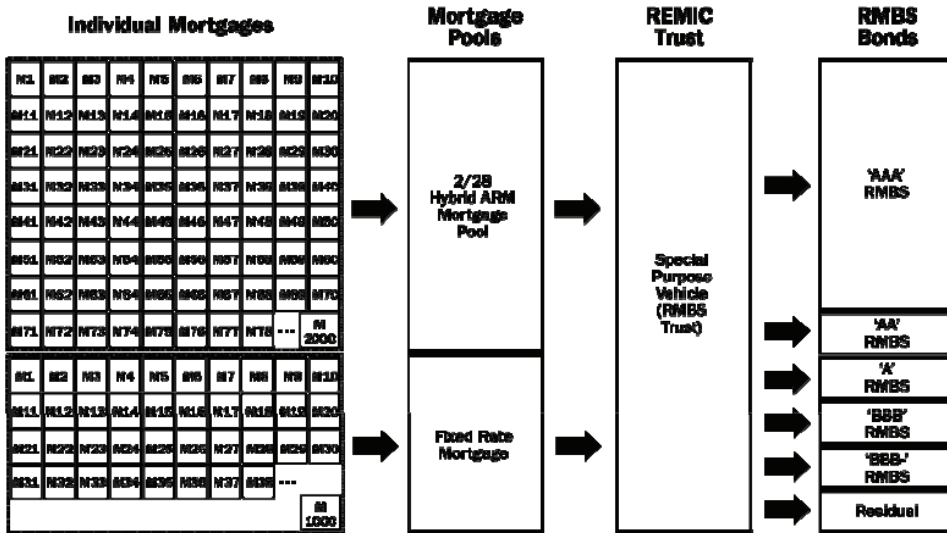 Individual Mortgages
Mortgage
Pools
REMIC
Trust
RMBS
Bonds
M1 M2 M3 M4 M5 M6 M7 M8 M9 M10
M11 M12 M13 M14 M15 M16 M17 M18 M19 M20
M21 M22 M23 M24 M25 M26 M27 M28 M29 M30
M31 M32 M33 M34 M35 M36 M37 M38 M39 M40
M41 M42 M43 M44 M45 M46 M47 M48 M49 M50
M51 M52 M53 M54 M55 M56 M57 M58 M59 M60
M61 M62 M63 M64 M65 M66 M67 M68 M69 M70
M71 M72 M73 M74 M75 M76 M77 M78 ... M
2000
M1 M2 M3 M4 M5 M6 M7 M8 M9 M10
M11 M12 M13 M14 M15 M16 M17 M18 M19 M20
M21 M22 M23 M24 M25 M26 M27 M28 M29 M30
M31 M32 M33 M34 M35 M36 M37 M38 ...
M
1000
2/28
Hybrid ARM
Mortgage
Pool
Fixed Rate
Mortgage
Special
Purpose
Vehicle
(RMBS
Trust)
'AAA'
RMBS
'AA'
RMBS
'A'
RMBS
'BBB'
RMBS
'BBB-'
RMBS
Residual